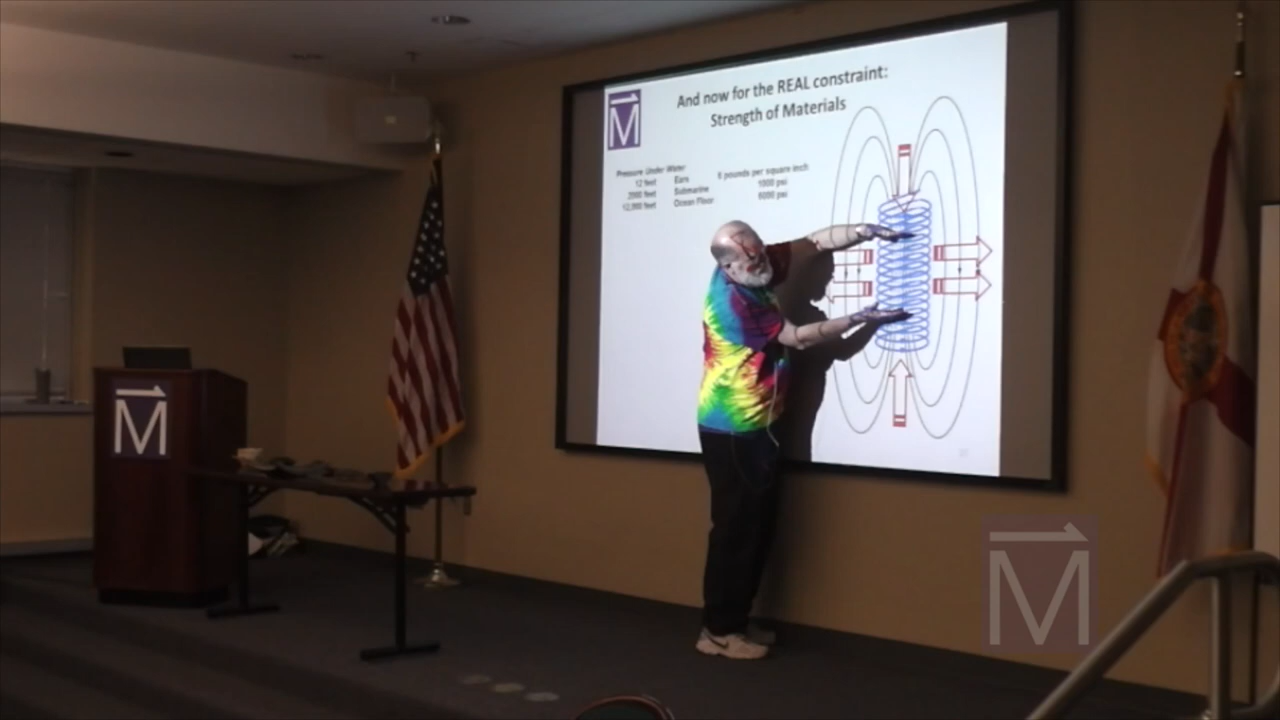 And now for the REAL constraint:
Strength of Materials
M
Pressure Under Water
12 feet Ears 6 pounds per square inch
2000 feet Submarine 1000 psi
12,000 feet Ocean Floor 6000 psi
M
M